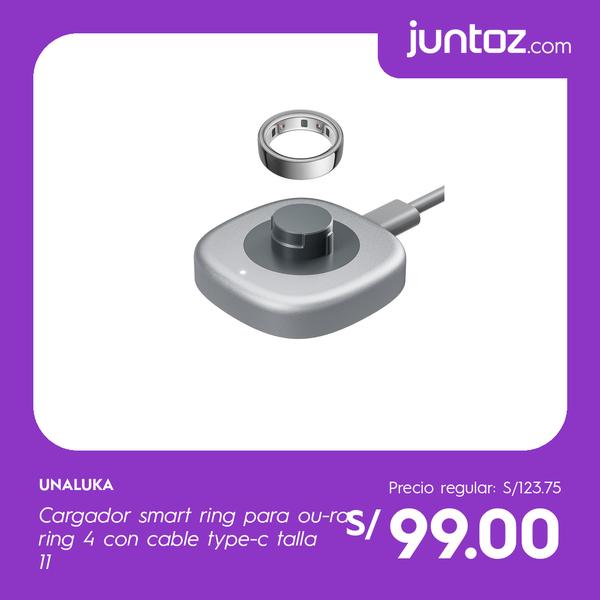 juntoz.com
UNALUKA
Cargador smart ring para ou-ra
ring 4 con cable type-c talla
11
Precio regular: S/123.75
S/ 99.00